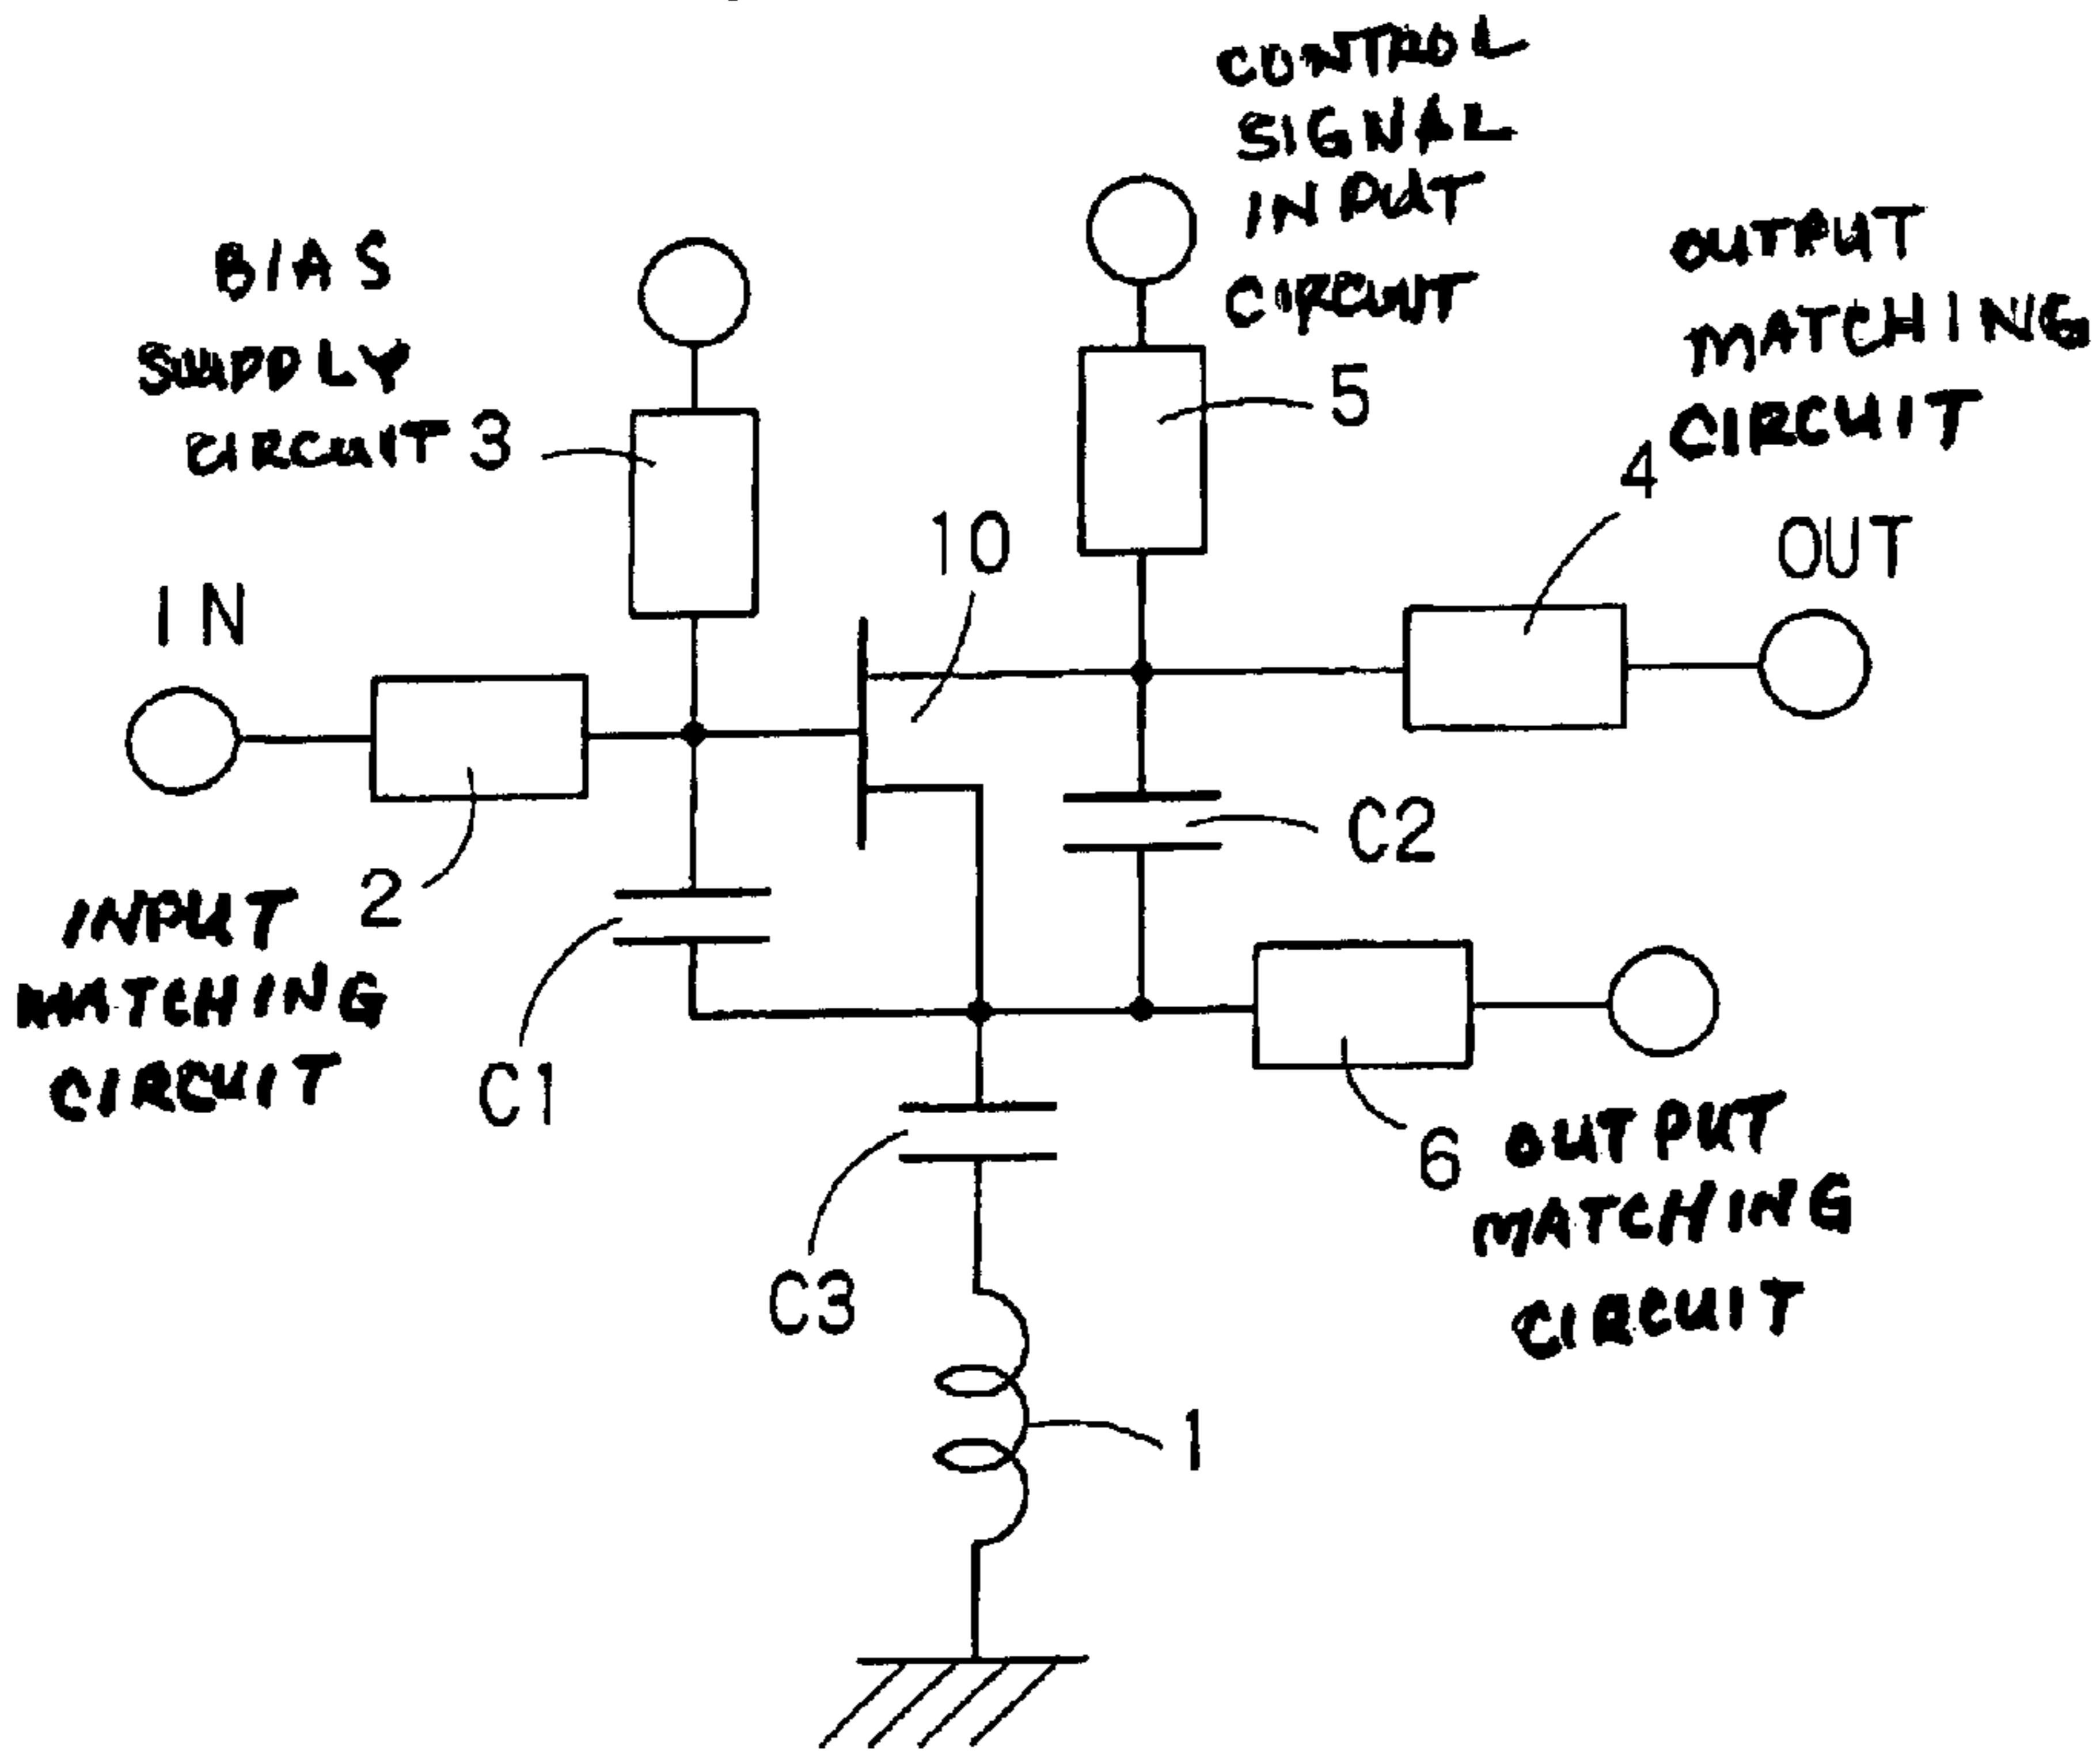 CONTROL
SIGNAL
INPUT
CIRCUIT
5
BIAS
SUPPLY
CIRCUIT 3
OUTPUT
MATCHING
CIRCUIT
4
10
IN
OUT
2
INPUT
MATCHING
CIRCUIT
C1
C2
C3
6 OUTPUT
MATCHING
CIRCUIT
1